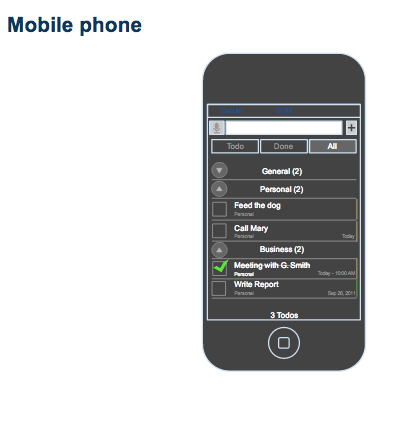 Mobile phone
+
Todo Done All
General (2)
Personal (2)
Feed the dog
Personal
Call Mary
Personal Today
Business (2)
Meeting with G. Smith
Personal Today - 10:00 AM
Write Report
Personal Sep 26, 2011
3 Todos